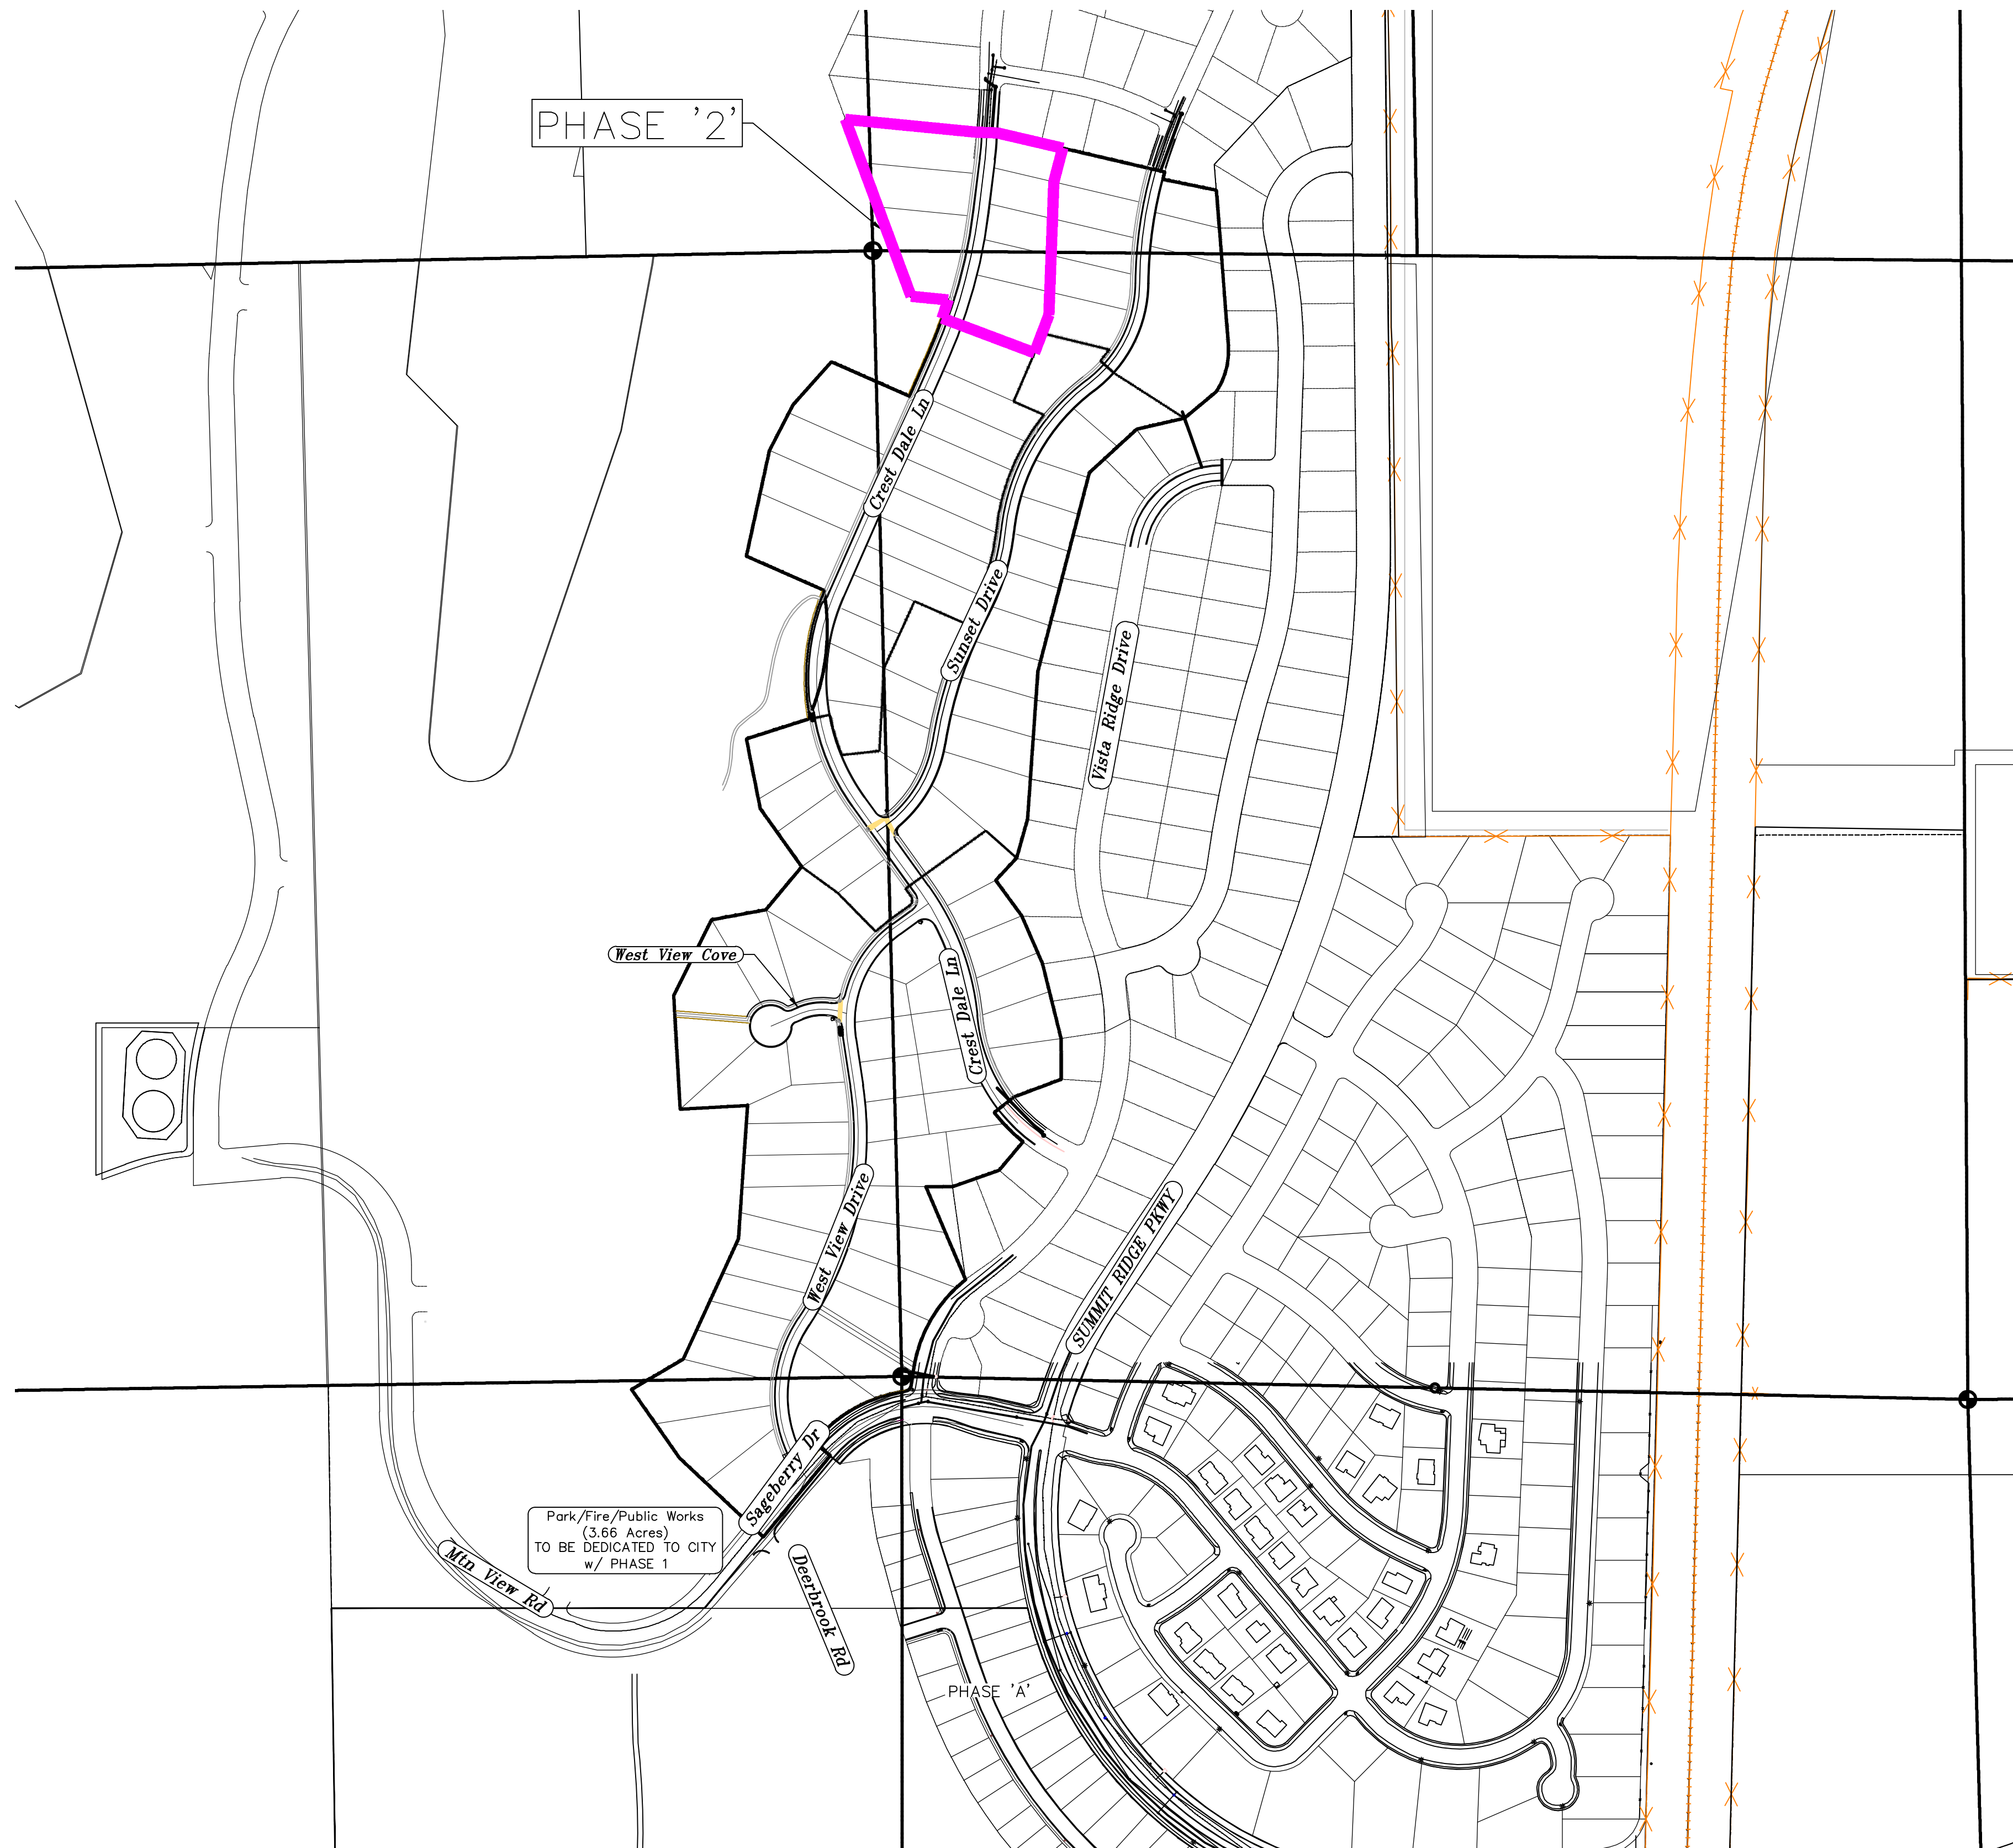 PHASE '2'
Crest Dale Ln
Sunset Drive
Vista Ridge Drive
West View Cove
Crest Dale Ln
West View Drive
SUMMIT RIDGE PKWY
Sageberry Dr
Park/Fire/Public Works
(3.66 Acres)
TO BE DEDICATED TO CITY
w/ PHASE 1
Mtn View Rd
Deerbrook Rd
PHASE 'A'